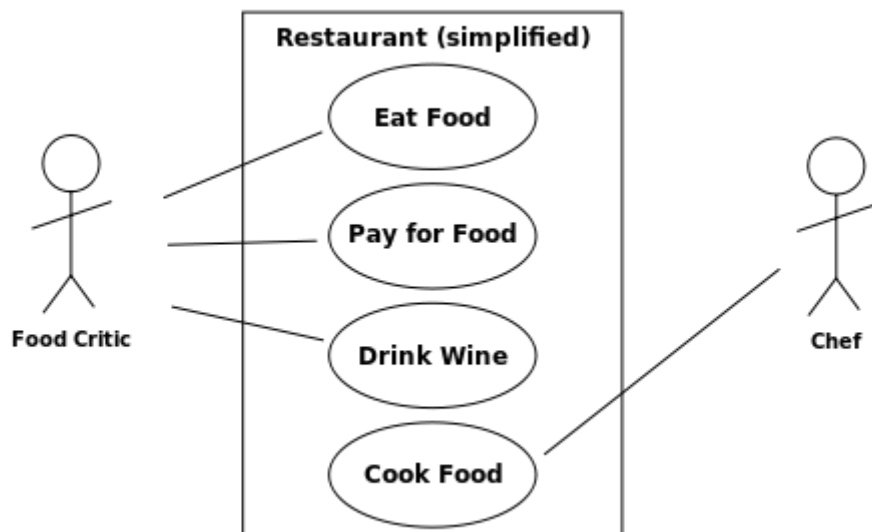 Restaurant (simplified)
Eat Food
Pay for Food
Drink Wine
Cook Food
Food Critic
Chef